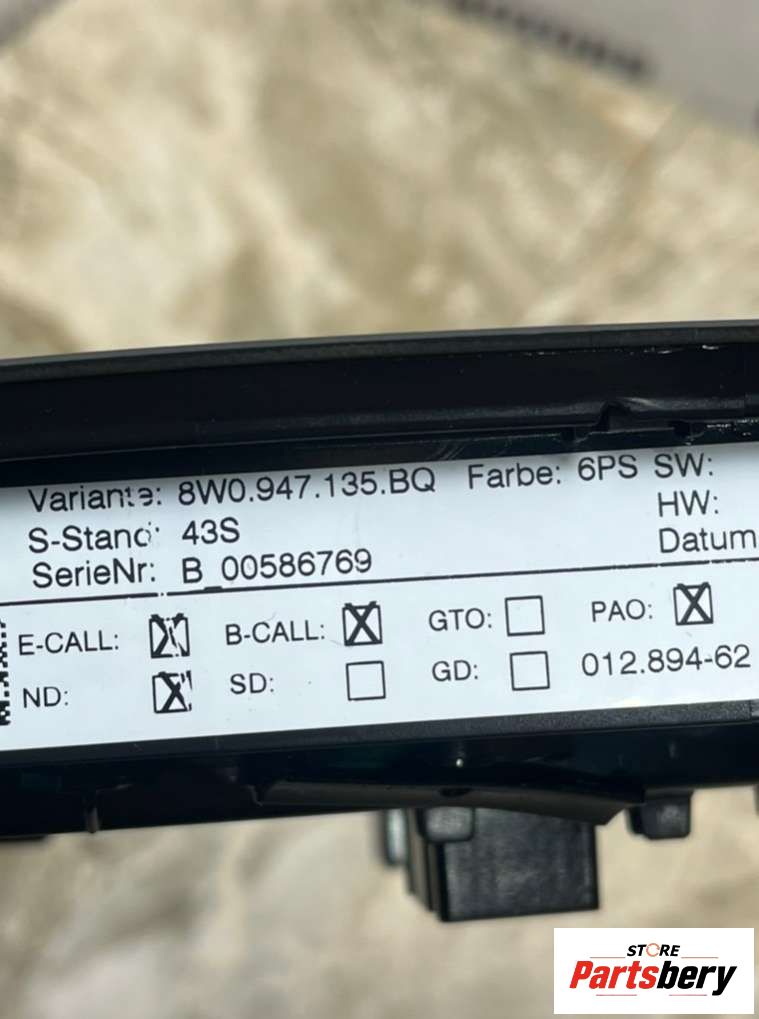 Variante: 8W0.947.135.BQ Farbe: 6PS SW:
S-Stand: 43S HW:
SerieNr: B_00586769 Datum
E-CALL: B-CALL: GTO: PAO:
ND: SD: GD: 012.894-62
STORE
Partsbery